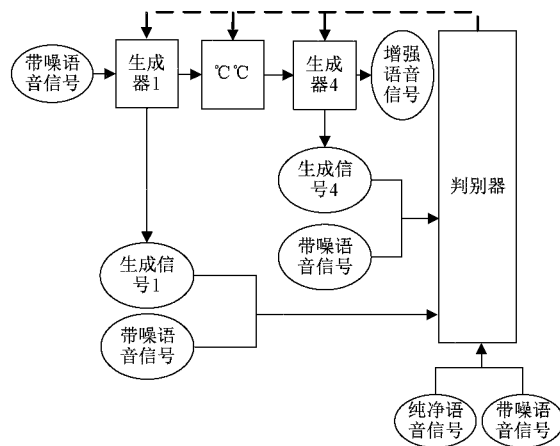 带噪语
音信号
生成
器1
℃℃
生成
器4
增强
语音
信号
生成信
号4
带噪语
音信号
判别器
生成信
号1
带噪语
音信号
纯净语
音信号
带噪语
音信号